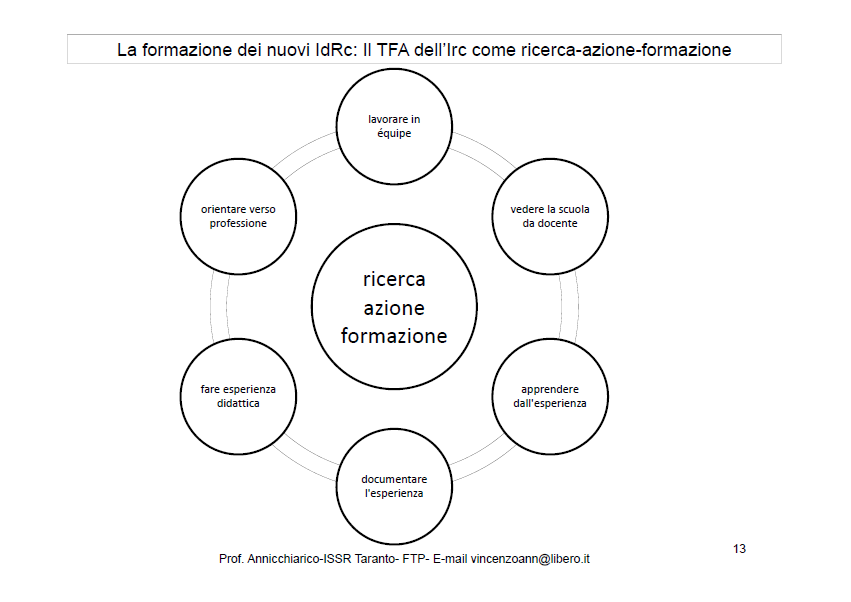 La formazione dei nuovi IdRc: Il TFA dell’Irc come ricerca-azione-formazione
lavorare in
équipe
vedere la scuola
da docente
apprendere
dall'esperienza
documentare
l'esperienza
fare esperienza
didattica
orientare verso
professione
ricerca
azione
formazione
Prof. Annicchiarico-ISSR Taranto- FTP- E-mail vincenzoann@libero.it
13